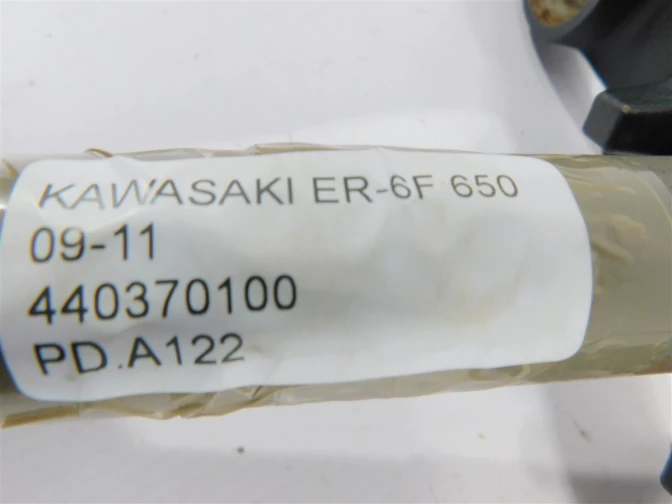 KAWASAKI ER-6F 650
09-11
440370100
PD.A122